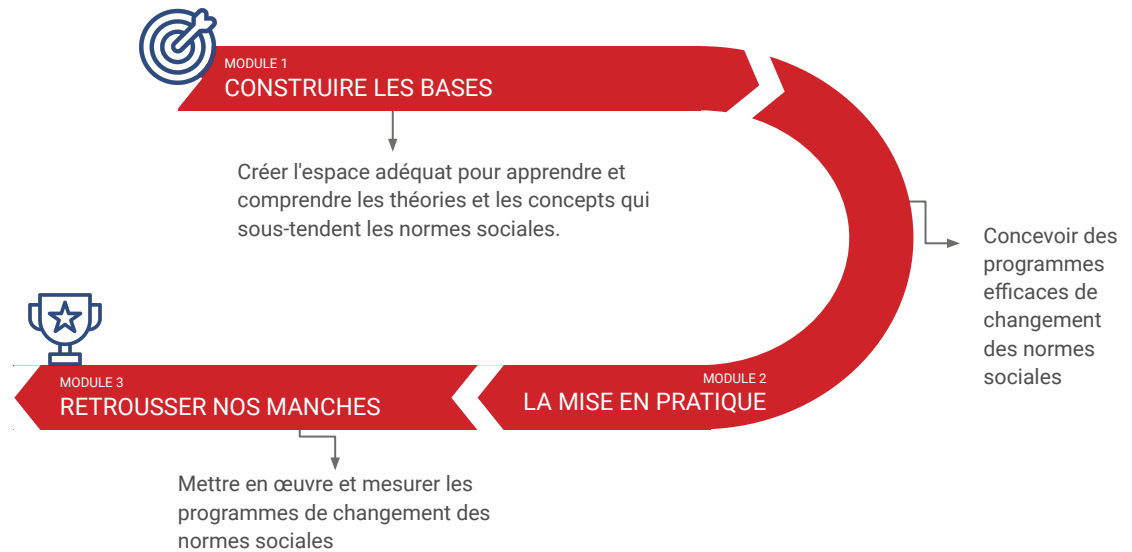 MODULE 1
CONSTRUIRE LES BASES
Créer l'espace adéquat pour apprendre et
comprendre les théories et les concepts qui
sous-tendent les normes sociales.
Concevoir des
programmes
efficaces de
changement
des normes
sociales
MODULE 2
LA MISE EN PRATIQUE
MODULE 3
RETROUSSER NOS MANCHES
Mettre en œuvre et mesurer les
programmes de changement des
normes sociales